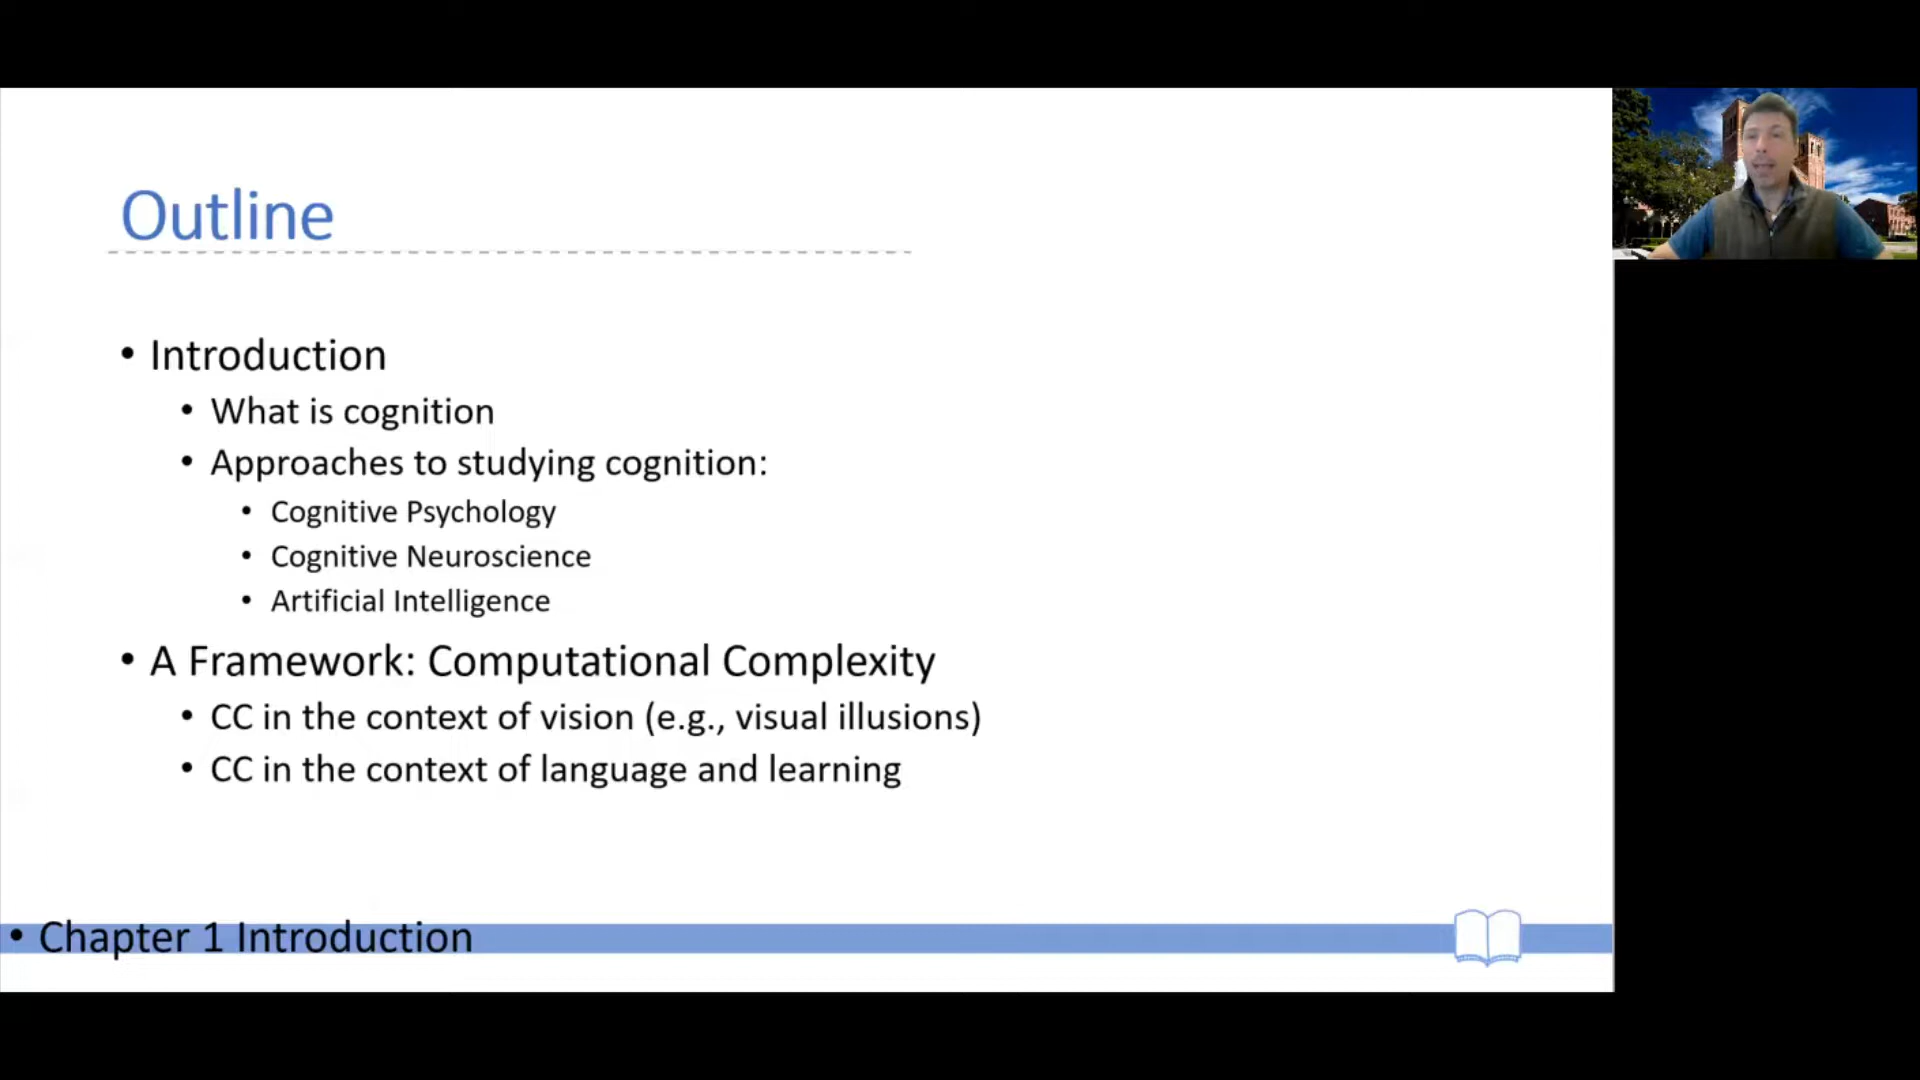 Outline
• Introduction
• What is cognition
• Approaches to studying cognition:
• Cognitive Psychology
• Cognitive Neuroscience
• Artificial Intelligence
• A Framework: Computational Complexity
• CC in the context of vision (e.g., visual illusions)
• CC in the context of language and learning
• Chapter 1 Introduction